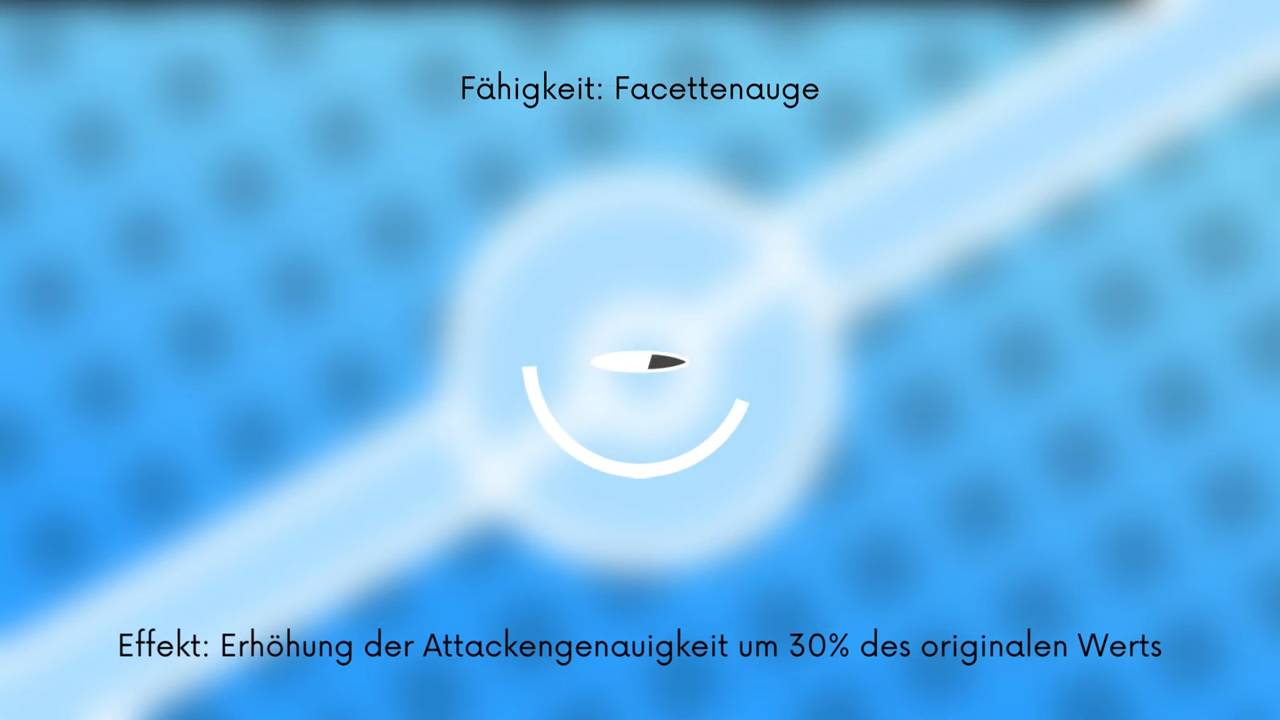 Fähigkeit: Facettenauge
Effekt: Erhöhung der Attackengenauigkeit um 30% des originalen Werts